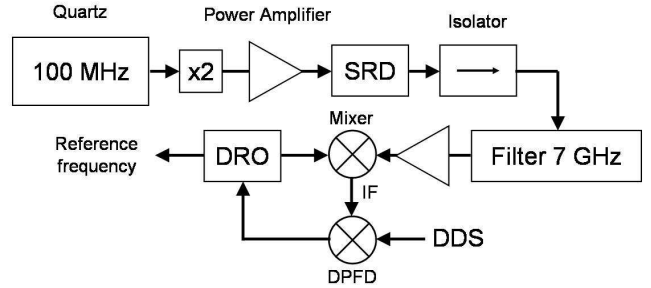 Quartz
Power Amplifier
Isolator
100 MHz
x2
SRD
Mixer
Reference
frequency
DRO
Filter 7 GHz
IF
DDS
DPFD